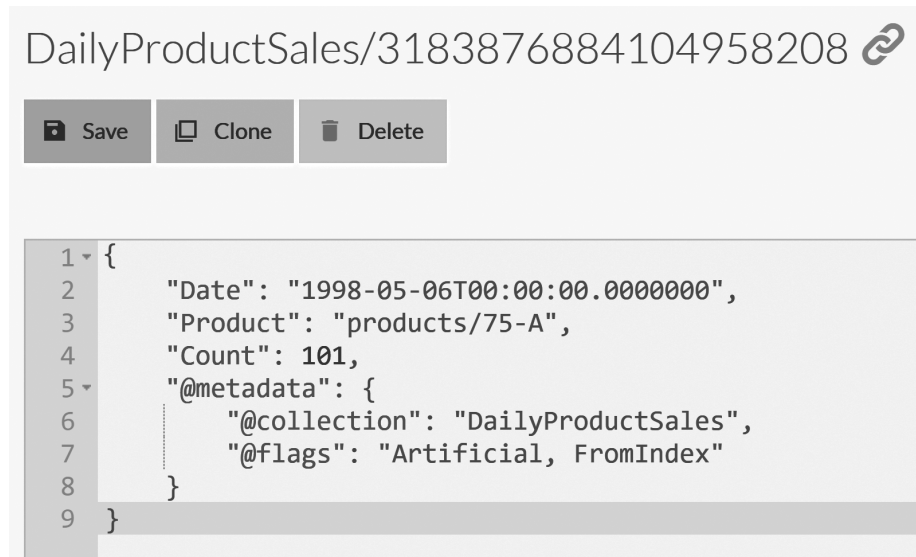 DailyProductSales/3183876884104958208
Save Clone Delete
1 {
2 "Date": "1998-05-06T00:00:00.0000000",
3 "Product": "products/75-A",
4 "Count": 101,
5 "@metadata": {
6 "@collection": "DailyProductSales",
7 "@flags": "Artificial, FromIndex"
8 }
9 }